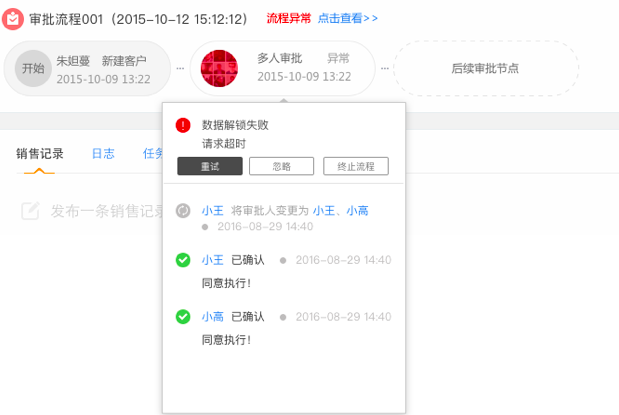 审批流程001（2015-10-12 15:12:12） 流程异常 点击查看>>
开始 朱妲蔓 新建客户
2015-10-09 13:22
...
多人审批 异常
2015-10-09 13:22
...
后续审批节点
数据解锁失败
请求超时
重试 忽略 终止流程
销售记录 日志 任务
发布一条销售记录
小王 将审批人变更为 小王、小高
2016-08-29 14:40
小王 已确认 2016-08-29 14:40
同意执行！
小高 已确认 2016-08-29 14:40
同意执行！